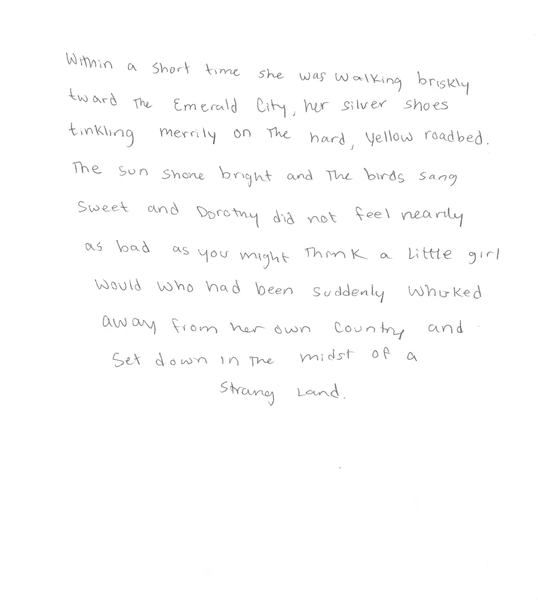 Within a short time she was walking briskly
tward the Emerald City, her silver shoes
tinkling merrily on the hard, yellow roadbed.
The sun shone bright and the birds sang
sweet and Dorothy did not feel nearly
as bad as you might think a little girl
would who had been suddenly whisked
away from her own country and
set down in the midst of a
strang land.